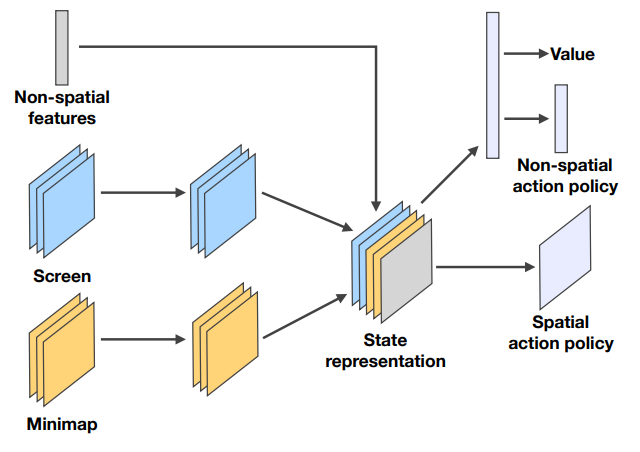 Non-spatial
features
Value
Non-spatial
action policy
Screen
State
representation
Spatial
action policy
Minimap